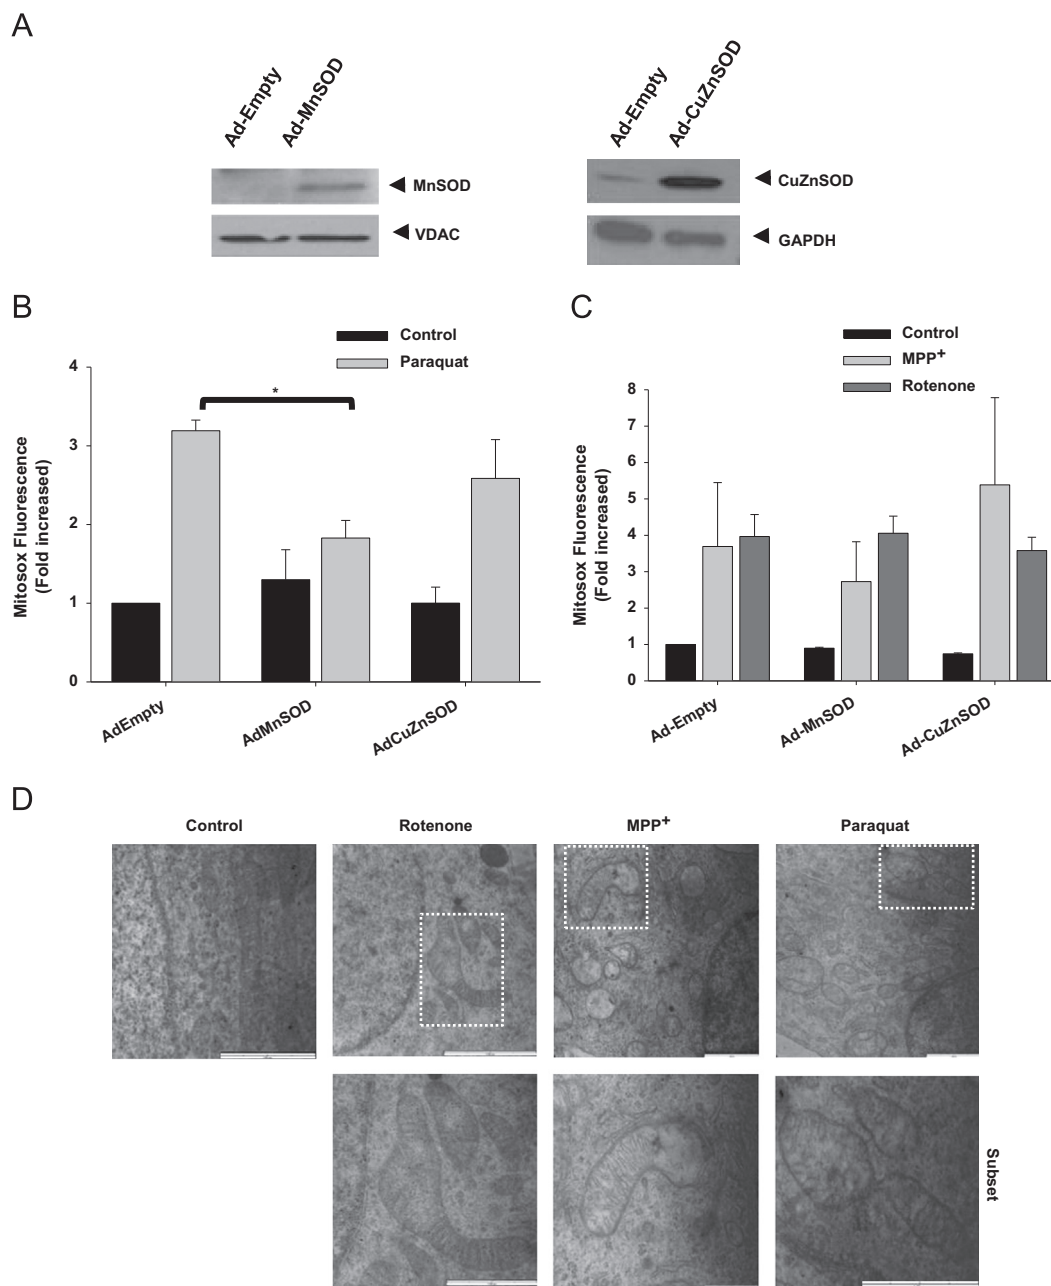 A
Ad-Empty
Ad-MnSOD
MnSOD
VDAC
Ad-Empty
Ad-CuZnSOD
CuZnSOD
GAPDH
B
Control
Paraquat
Mitosox Fluorescence
(Fold increased)
4
3
2
1
0
*
AdEmpty
AdMnSOD
AdCuZnSOD
C
Control
MPP+
Rotenone
Mitosox Fluorescence
(Fold increased)
8
7
6
5
4
3
2
1
0
Ad-Empty
Ad-MnSOD
Ad-CuZnSOD
D
Control
Rotenone
MPP+
Paraquat
Subset